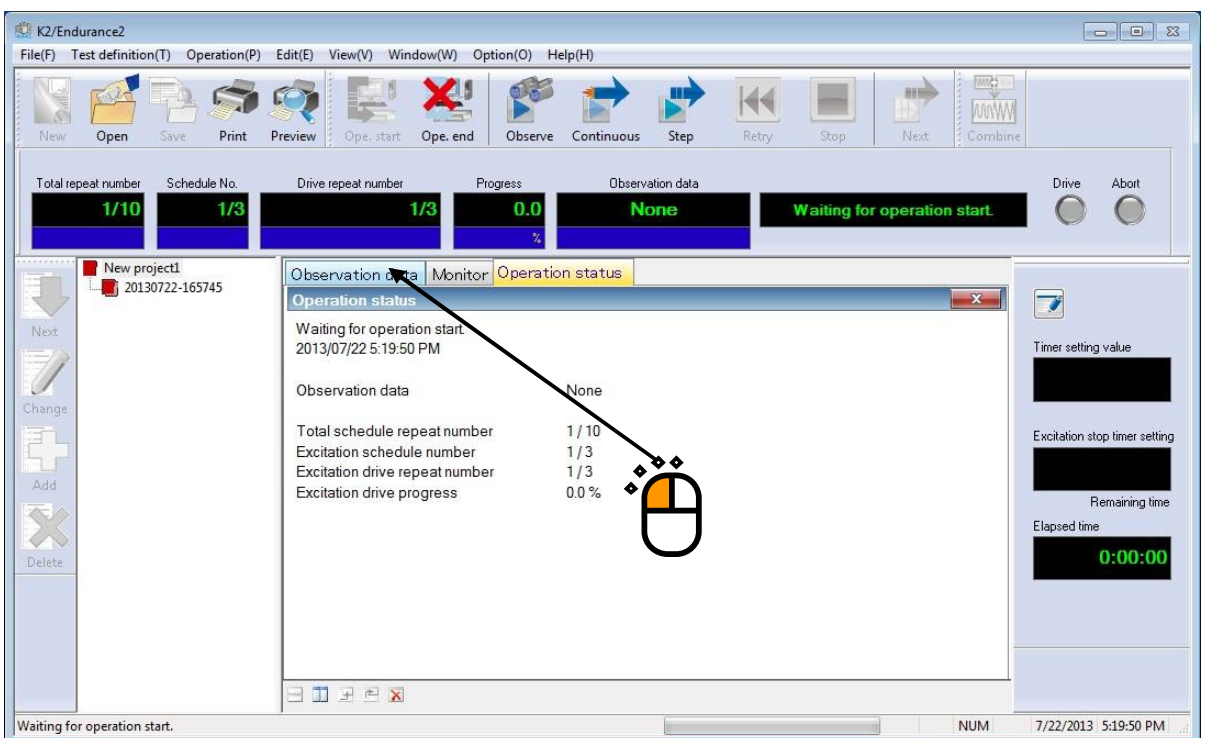 K2/Endurance2
File(F) Test definition(T) Operation(P) Edit(E) View(V) Window(W) Option(O) Help(H)
New Open Save Print Preview Ope. start Ope. end Observe Continuous Step Retry Stop Next Combine
Total repeat number Schedule No. Drive repeat number Progress Observation data Drive Abort
1/10 1/3 1/3 0.0 None Waiting for operation start.
%
New project1
20130722-165745
Next
Change
Add
Delete
Observation data Monitor Operation status
Operation status
Waiting for operation start.
2013/07/22 5:19:50 PM
Observation data None
Total schedule repeat number 1 / 10
Excitation schedule number 1 / 3
Excitation drive repeat number 1 / 3
Excitation drive progress 0.0 %
Timer setting value
Excitation stop timer setting
Remaining time
Elapsed time
0:00:00
Waiting for operation start. NUM 7/22/2013 5:19:50 PM